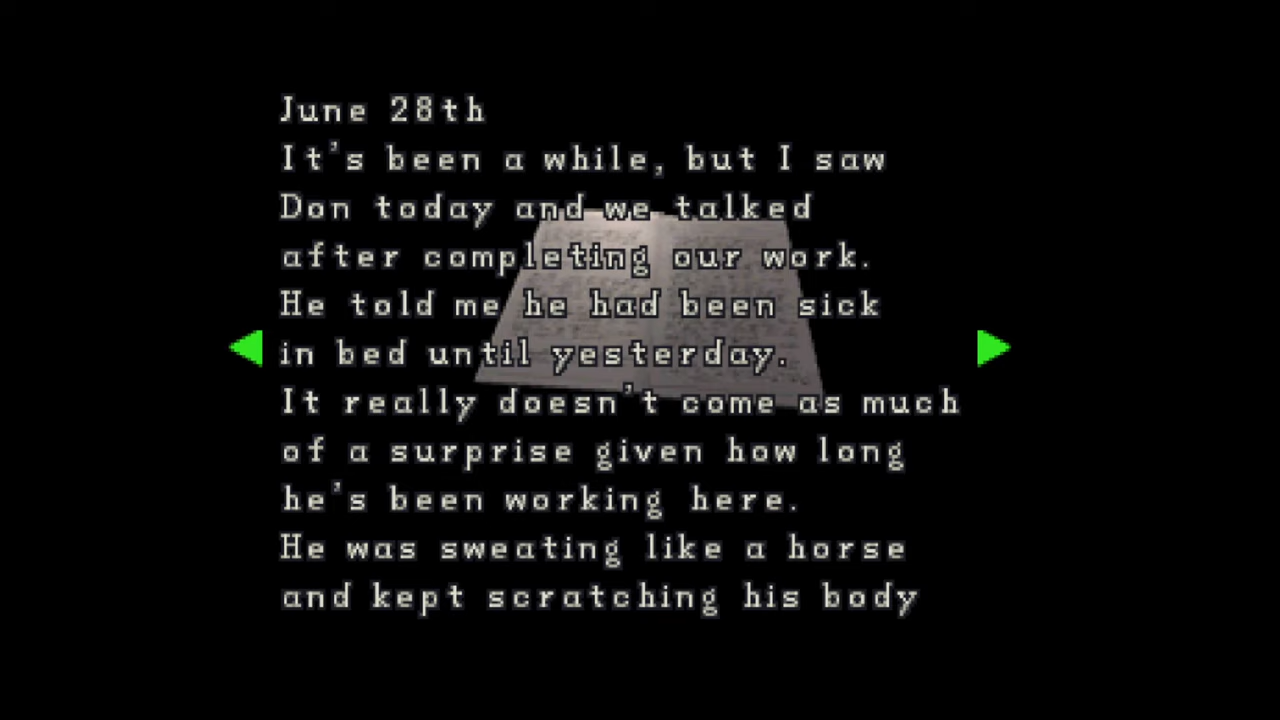 June 28th
It's been a while, but I saw
Don today and we talked
after completing our work.
He told me he had been sick
in bed until yesterday.
It really doesn't come as much
of a surprise given how long
he's been working here.
He was sweating like a horse
and kept scratching his body